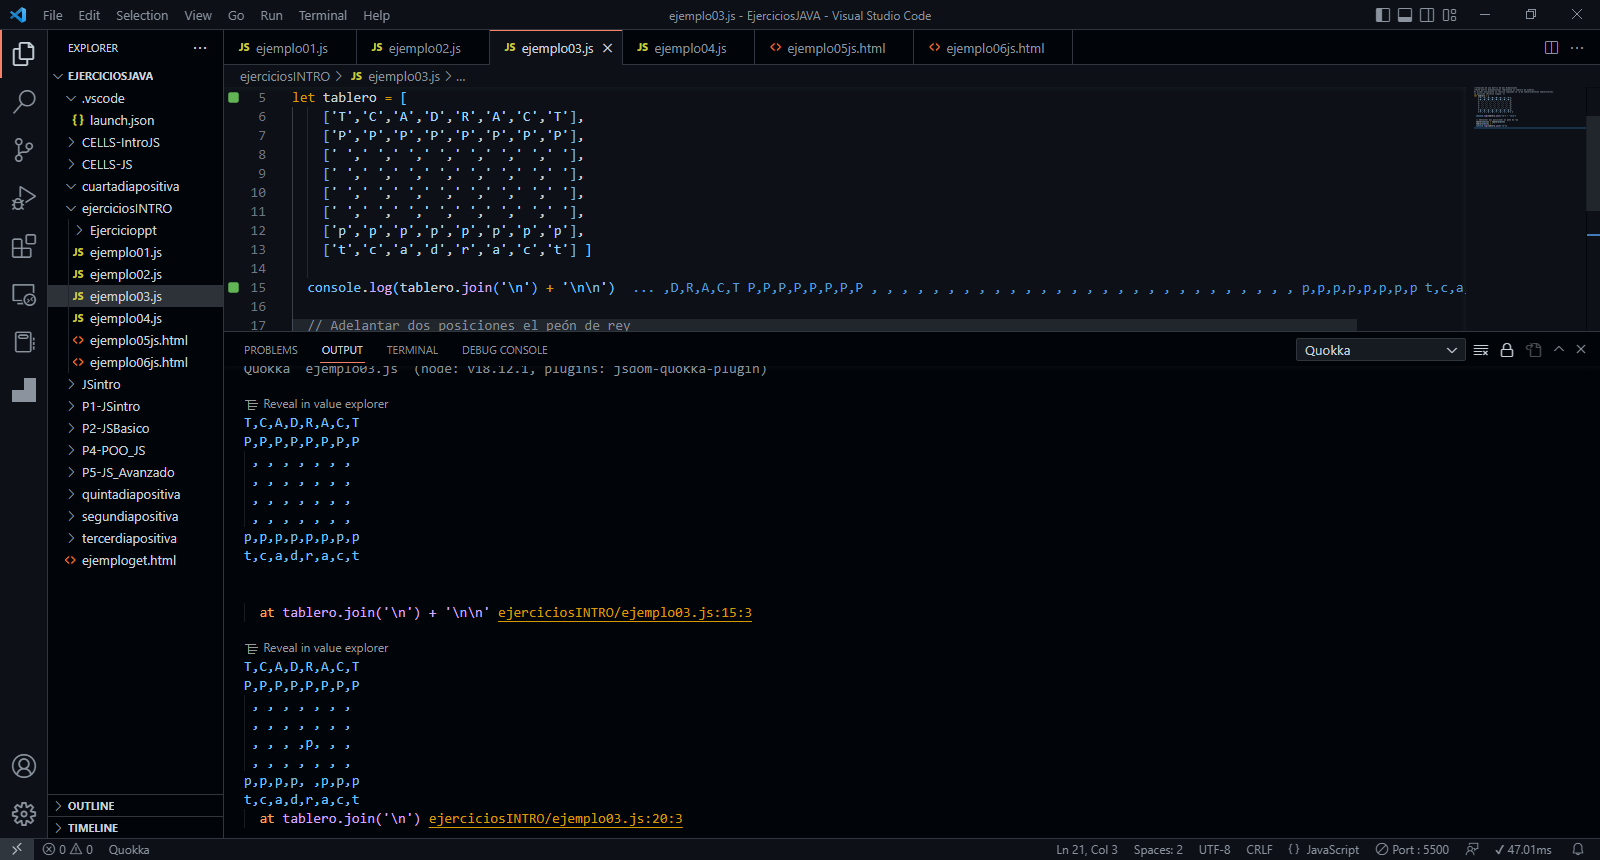 File Edit Selection View Go Run Terminal Help
ejemplo03.js - EjerciciosJAVA - Visual Studio Code
EXPLORER
EJERCICIOSJAVA
.vscode
{} launch.json
CELLS-IntroJS
CELLS-JS
cuartadiapositiva
ejerciciosINTRO
Ejercicioppt
JS ejemplo01.js
JS ejemplo02.js
JS ejemplo03.js
JS ejemplo04.js
<> ejemplo05js.html
<> ejemplo06js.html
JSintro
P1-JSintro
P2-JSBasico
P4-POO_JS
P5-JS_Avanzado
quintadiapositiva
segundiapositiva
tercerdiapositiva
<> ejemploget.html
OUTLINE
TIMELINE
JS ejemplo01.js JS ejemplo02.js JS ejemplo03.js JS ejemplo04.js <> ejemplo05js.html <> ejemplo06js.html
ejerciciosINTRO > JS ejemplo03.js > ...
5 let tablero = [
6 ['T','C','A','D','R','A','C','T'],
7 ['P','P','P','P','P','P','P','P'],
8 [' ',' ',' ',' ',' ',' ',' ',' '],
9 [' ',' ',' ',' ',' ',' ',' ',' '],
10 [' ',' ',' ',' ',' ',' ',' ',' '],
11 [' ',' ',' ',' ',' ',' ',' ',' '],
12 ['p','p','p','p','p','p','p','p'],
13 ['t','c','a','d','r','a','c','t'] ]
14
15 console.log(tablero.join('\n') + '\n\n') ... ,D,R,A,C,T P,P,P,P,P,P,P,P , , , , , , , , , , , , , , , , , , , , , , , , , , , , p,p,p,p,p,p,p,p t,c,a,
16
17 // Adelantar dos posiciones el peón de rey
PROBLEMS OUTPUT TERMINAL DEBUG CONSOLE
Quokka
Quokka ejemplo03.js (node: v18.12.1, plugins: jsdom-quokka-plugin)
Reveal in value explorer
T,C,A,D,R,A,C,T
P,P,P,P,P,P,P,P
 , , , , , , , 
 , , , , , , , 
 , , , , , , , 
 , , , , , , , 
p,p,p,p,p,p,p,p
t,c,a,d,r,a,c,t
at tablero.join('\n') + '\n\n' ejerciciosINTRO/ejemplo03.js:15:3
Reveal in value explorer
T,C,A,D,R,A,C,T
P,P,P,P,P,P,P,P
 , , , , , , , 
 , , , , , , , 
 , , , ,p, , , 
 , , , , , , , 
p,p,p,p, ,p,p,p
t,c,a,d,r,a,c,t
at tablero.join('\n') ejerciciosINTRO/ejemplo03.js:20:3
0 0 Quokka
Ln 21, Col 3 Spaces: 2 UTF-8 CRLF {} JavaScript Port : 5500 47.01ms